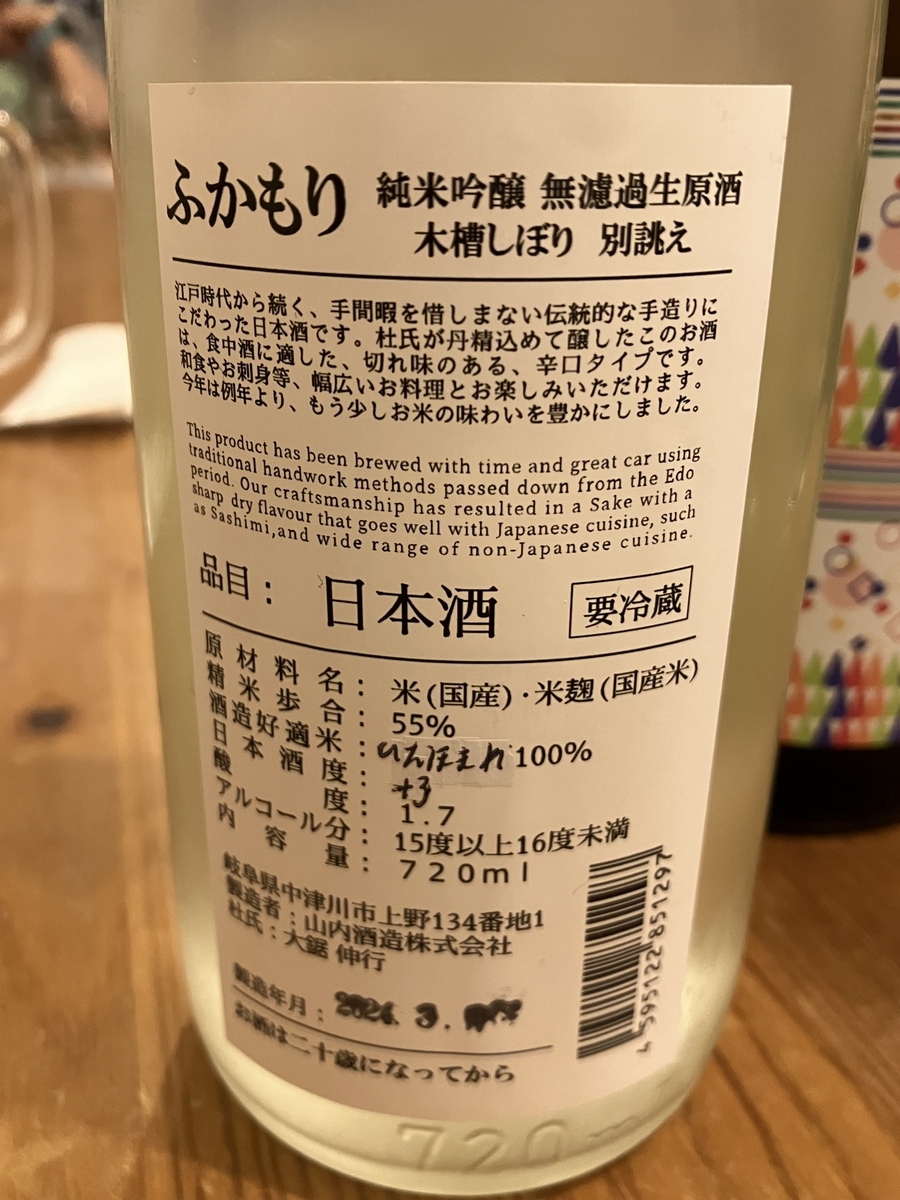 ふかもり 純米吟醸 無濾過生原酒
木槽しぼり 別誂え
江戸時代から続く、手間暇を惜しまない伝統的な手造りに
こだわった日本酒です。杜氏が丹精込めて醸したこのお酒
は、食中酒に適した、切れ味のある、辛口タイプです。
和食やお刺身等、幅広いお料理とお楽しみいただけます。
今年は例年より、もう少しお米の味わいを豊かにしました。
This product has been brewed with time and great car using
traditional handwork methods passed down from the Edo
period. Our craftsmanship has resulted in a Sake with a
sharp dry flavour that goes well with Japanese cuisine, such
as Sashimi,and wide range of non-Japanese cuisine.
品目： 日本酒 要冷蔵
原材料名： 米(国産)・米麹(国産米)
精米歩合： 55%
酒造好適米： ひだほまれ 100%
日本酒度： +3
酸度： 1.7
アルコール分： 15度以上16度未満
内容量： 720ml
岐阜県中津川市上野134番地1
製造者：山内酒造株式会社
杜氏：大鋸 伸行
製造年月： 2024. 3.
お酒は二十歳になってから
4 595122 851297
720m